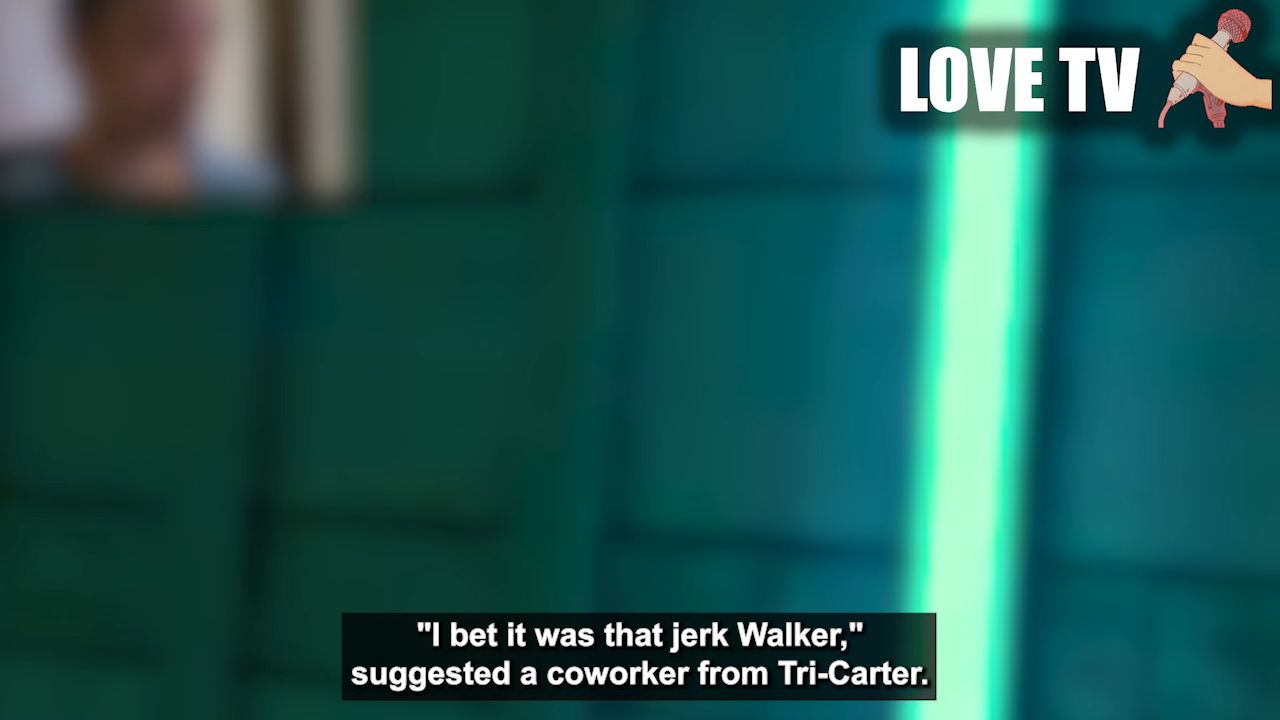 LOVE TV
"I bet it was that jerk Walker,"
suggested a coworker from Tri-Carter.